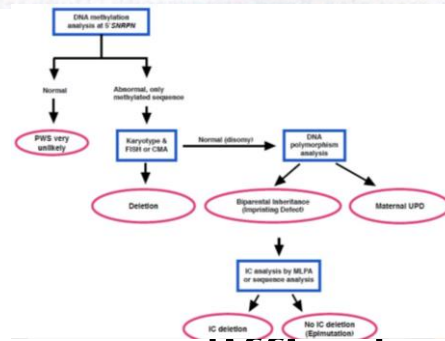 DNA methylation
analysis at 5' SNRPN
Normal
Abnormal, only
methylated sequence
PWS very
unlikely
Karyotype &
FISH or CMA
Normal (disomy)
DNA
polymorphism
analysis
Deletion
Biparental Inheritance
(Imprinting Defect)
Maternal UPD
IC analysis by MLPA
or sequence analysis
IC deletion
No IC deletion
(Epimutation)